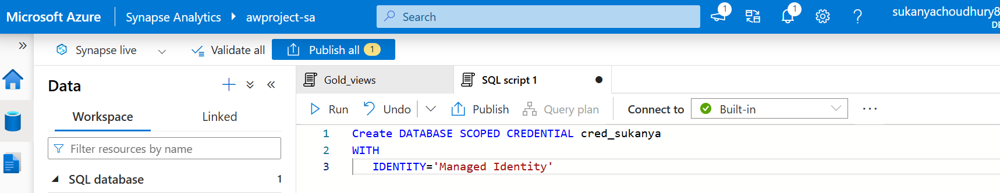 Microsoft Azure Synapse Analytics awproject-sa Search 1 1 sukanyachoudhury8
Synapse live Validate all Publish all 1
Data
Gold_views SQL script 1
Run Undo Publish Query plan Connect to Built-in
Workspace Linked
Filter resources by name
SQL database 1
1 Create DATABASE SCOPED CREDENTIAL cred_sukanya
2 WITH
3 IDENTITY='Managed Identity'